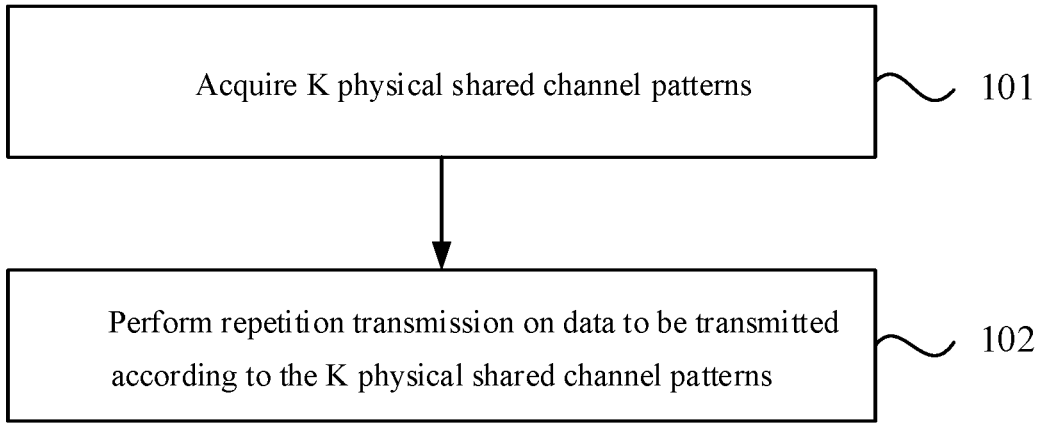 Acquire K physical shared channel patterns
101
Perform repetition transmission on data to be transmitted
according to the K physical shared channel patterns
102